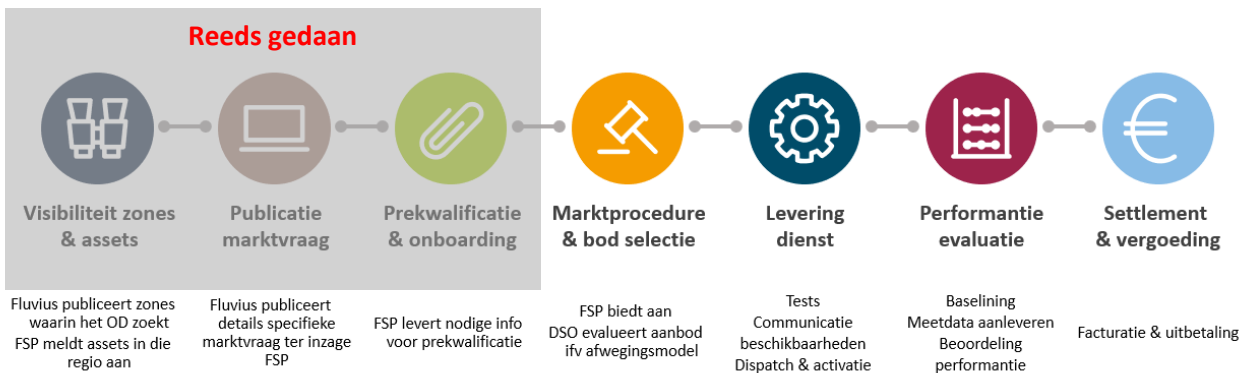 Reeds gedaan
Visibiliteit zones
& assets
Publicatie
marktvraag
Prekwalificatie
& onboarding
Marktprocedure
& bod selectie
Levering
dienst
Performantie
evaluatie
Settlement
& vergoeding
Fluvius publiceert zones
waarin het OD zoekt
FSP meldt assets in die
regio aan
Fluvius publiceert
details specifieke
marktvraag ter inzage
FSP
FSP levert nodige info
voor prekwalificatie
FSP biedt aan
DSO evalueert aanbod
ifv afwegingsmodel
Tests
Communicatie
beschikbaarheden
Dispatch & activatie
Baselining
Meetdata aanleveren
Beoordeling
performantie
Facturatie & uitbetaling